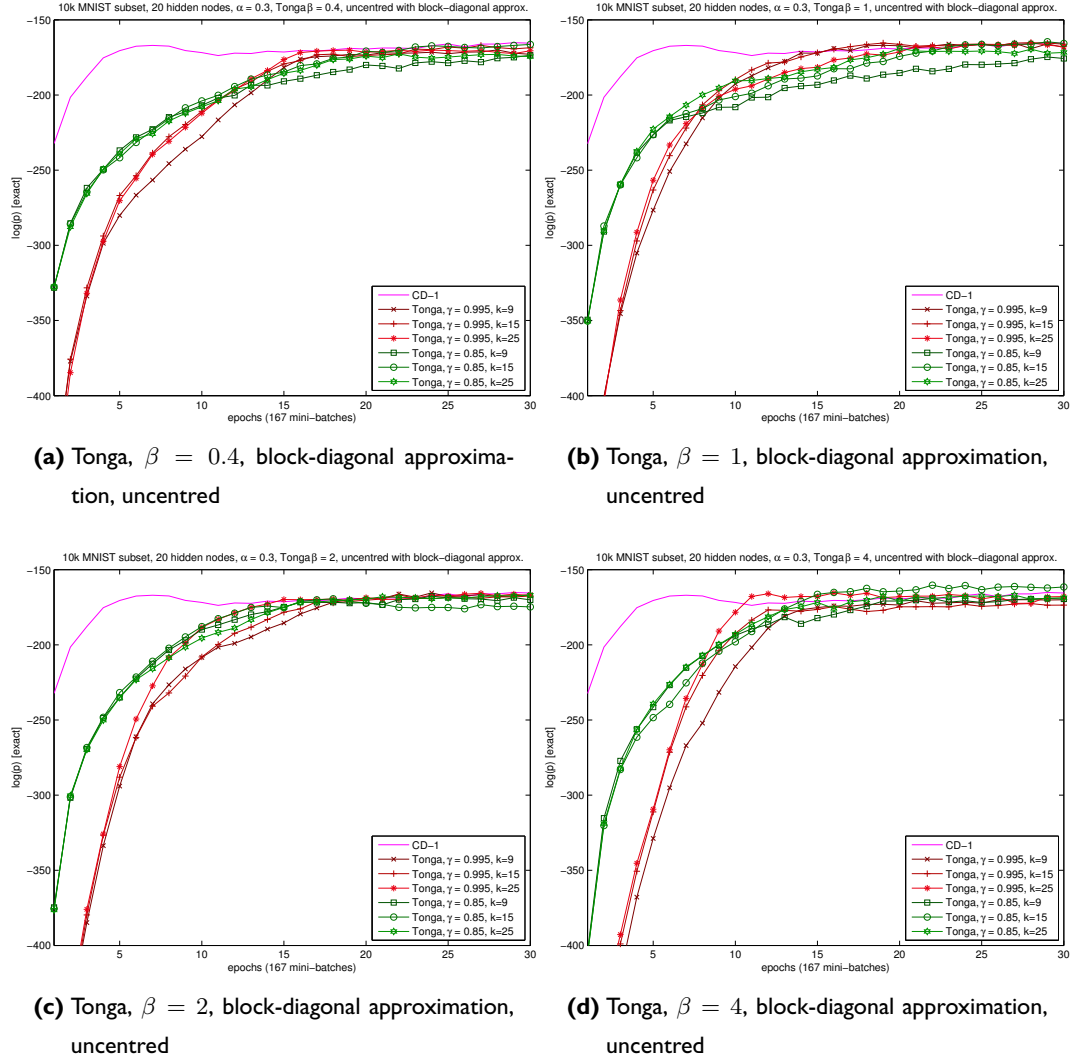 10k MNIST subset, 20 hidden nodes, α = 0.3, Tonga β = 0.4, uncentred with block−diagonal approx.
−150
−200
−250
−300
−350
−400
log(p) [exact]
CD−1
Tonga, γ = 0.995, k=9
Tonga, γ = 0.995, k=15
Tonga, γ = 0.995, k=25
Tonga, γ = 0.85, k=9
Tonga, γ = 0.85, k=15
Tonga, γ = 0.85, k=25
5 10 15 20 25 30
epochs (167 mini−batches)
(a) Tonga, β = 0.4, block-diagonal approxima-
tion, uncentred
10k MNIST subset, 20 hidden nodes, α = 0.3, Tonga β = 1, uncentred with block−diagonal approx.
−150
−200
−250
−300
−350
−400
log(p) [exact]
CD−1
Tonga, γ = 0.995, k=9
Tonga, γ = 0.995, k=15
Tonga, γ = 0.995, k=25
Tonga, γ = 0.85, k=9
Tonga, γ = 0.85, k=15
Tonga, γ = 0.85, k=25
5 10 15 20 25 30
epochs (167 mini−batches)
(b) Tonga, β = 1, block-diagonal approximation,
uncentred
10k MNIST subset, 20 hidden nodes, α = 0.3, Tonga β = 2, uncentred with block−diagonal approx.
−150
−200
−250
−300
−350
−400
log(p) [exact]
CD−1
Tonga, γ = 0.995, k=9
Tonga, γ = 0.995, k=15
Tonga, γ = 0.995, k=25
Tonga, γ = 0.85, k=9
Tonga, γ = 0.85, k=15
Tonga, γ = 0.85, k=25
5 10 15 20 25 30
epochs (167 mini−batches)
(c) Tonga, β = 2, block-diagonal approximation,
uncentred
10k MNIST subset, 20 hidden nodes, α = 0.3, Tonga β = 4, uncentred with block−diagonal approx.
−150
−200
−250
−300
−350
−400
log(p) [exact]
CD−1
Tonga, γ = 0.995, k=9
Tonga, γ = 0.995, k=15
Tonga, γ = 0.995, k=25
Tonga, γ = 0.85, k=9
Tonga, γ = 0.85, k=15
Tonga, γ = 0.85, k=25
5 10 15 20 25 30
epochs (167 mini−batches)
(d) Tonga, β = 4, block-diagonal approximation,
uncentred